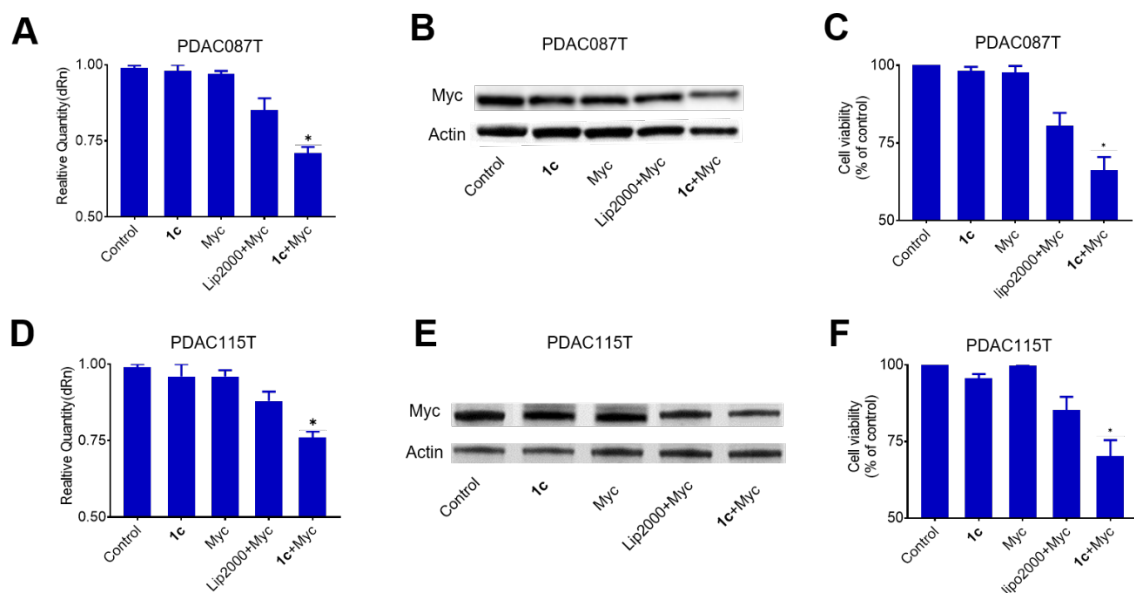 A
PDAC087T
Realtive Quantity(dRn)
1.00
0.75
0.50
*
Control
1c
Myc
Lip2000+Myc
1c+Myc
B
PDAC087T
Myc
Actin
Control
1c
Myc
Lip2000+Myc
1c+Myc
C
PDAC087T
Cell viability
(% of control)
100
75
50
*
Control
1c
Myc
lipo2000+Myc
1c+Myc
D
PDAC115T
Realtive Quantity(dRn)
1.00
0.75
0.50
*
Control
1c
Myc
Lip2000+Myc
1c+Myc
E
PDAC115T
Myc
Actin
Control
1c
Myc
Lip2000+Myc
1c+Myc
F
PDAC115T
Cell viability
(% of control)
100
75
50
*
Control
1c
Myc
lipo2000+Myc
1c+Myc